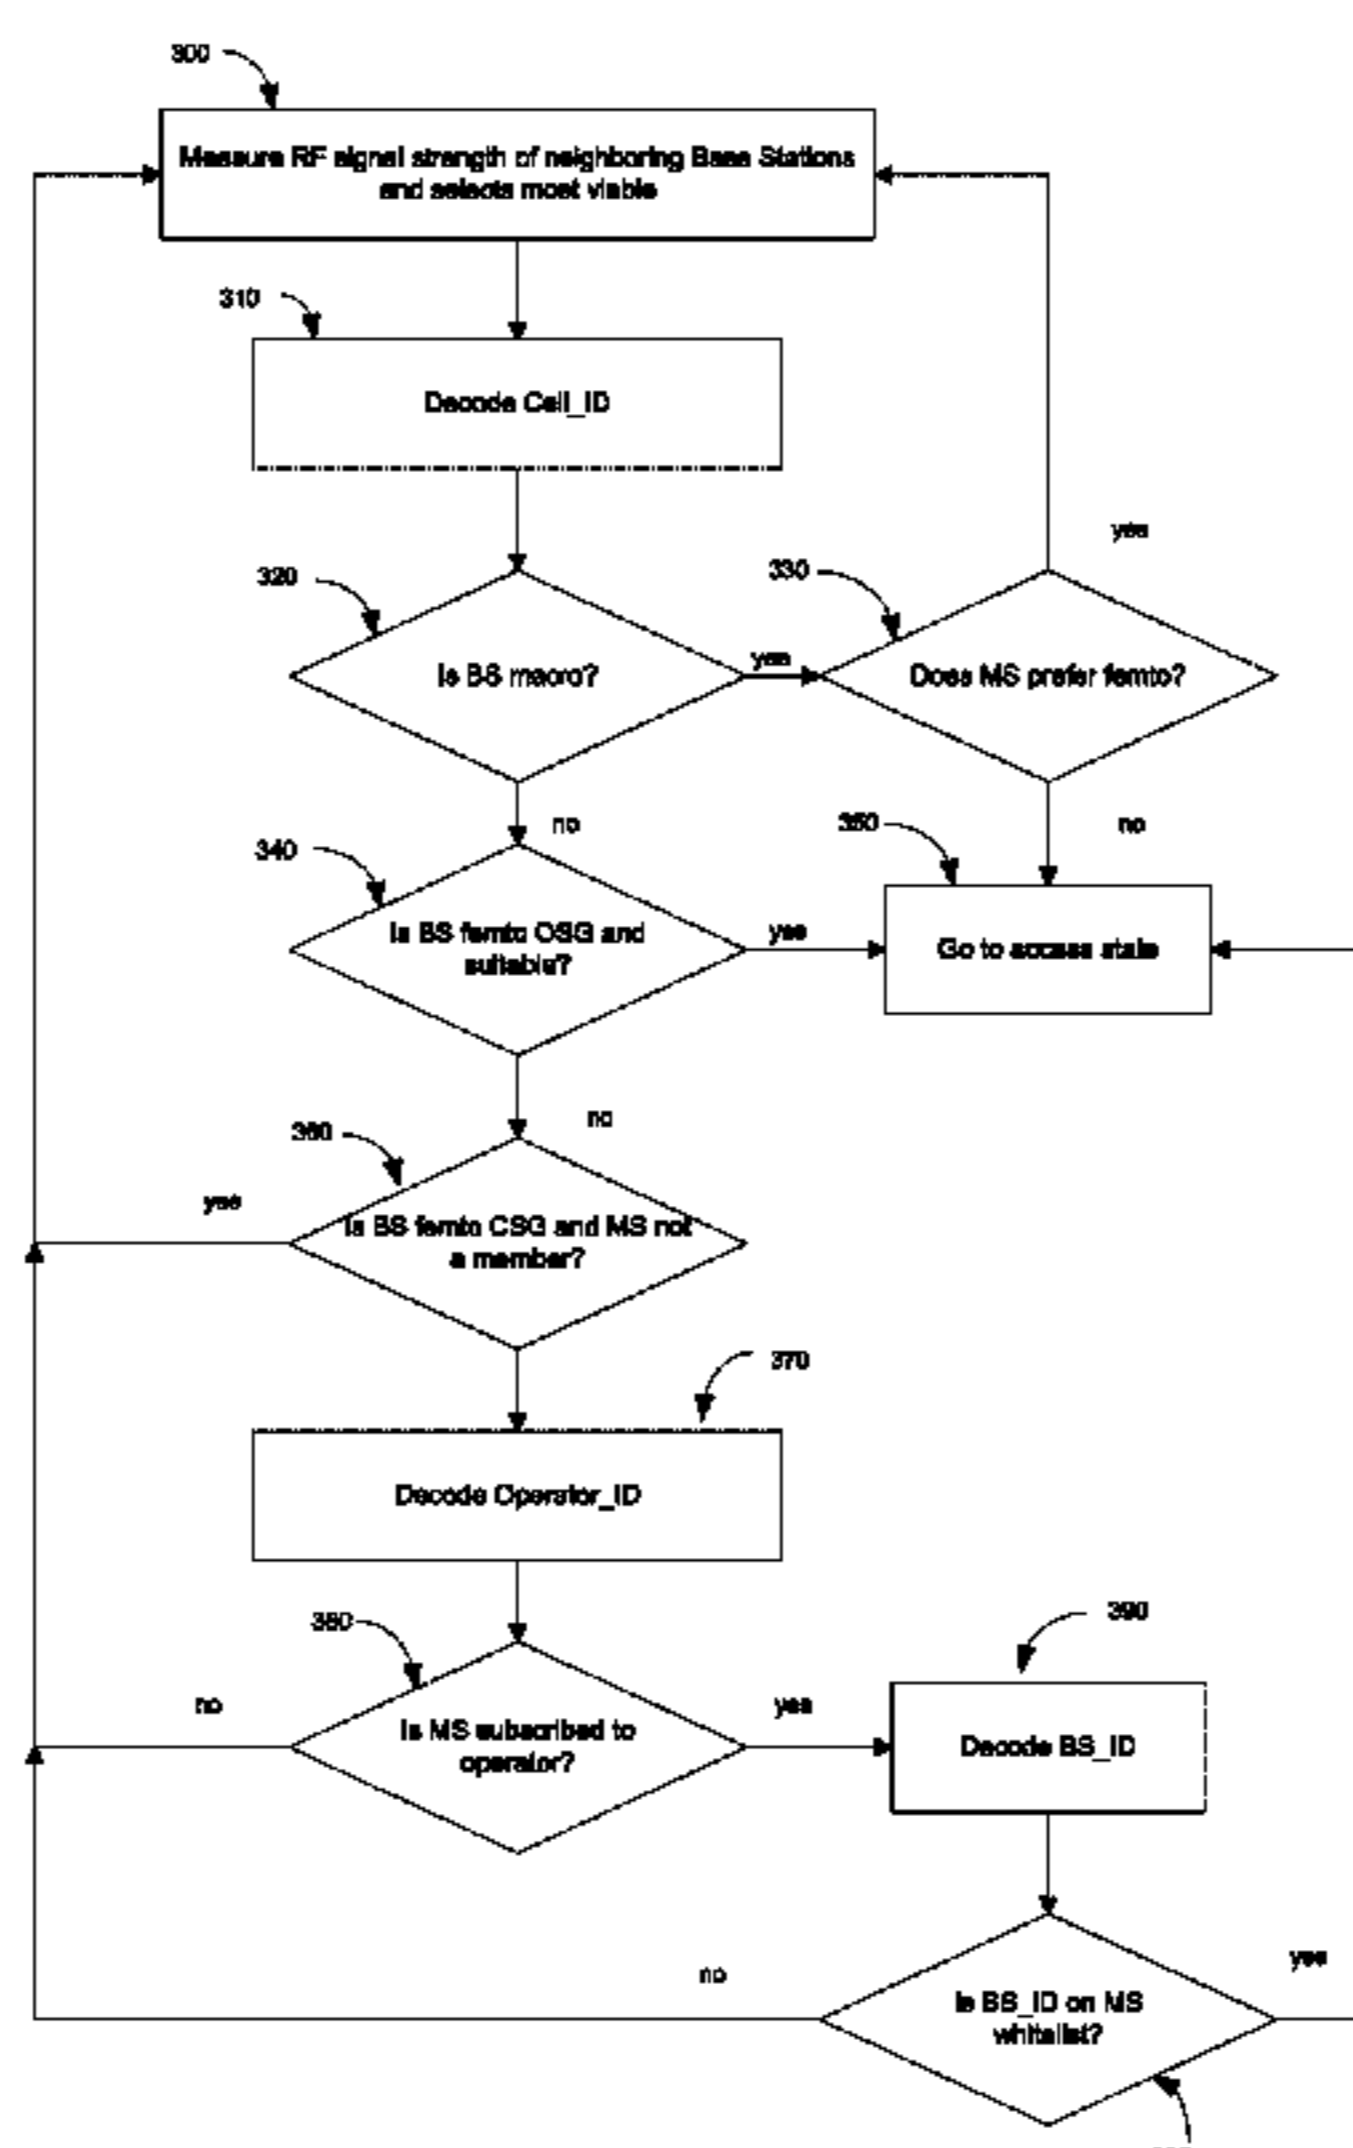 300
Measure RF signal strength of neighboring Base Stations
and selects most viable
310
Decode Cell_ID
yes
320
330
Is BS macro?
yes
Does MS prefer femto?
no
350
no
340
Is BS femto OSG and
suitable?
yes
Go to access state
no
360
yes
Is BS femto CSG and MS not
a member?
370
Decode Operator_ID
380
390
no
Is MS subscribed to
operator?
yes
Decode BS_ID
no
yes
Is BS_ID on MS
whitelist?